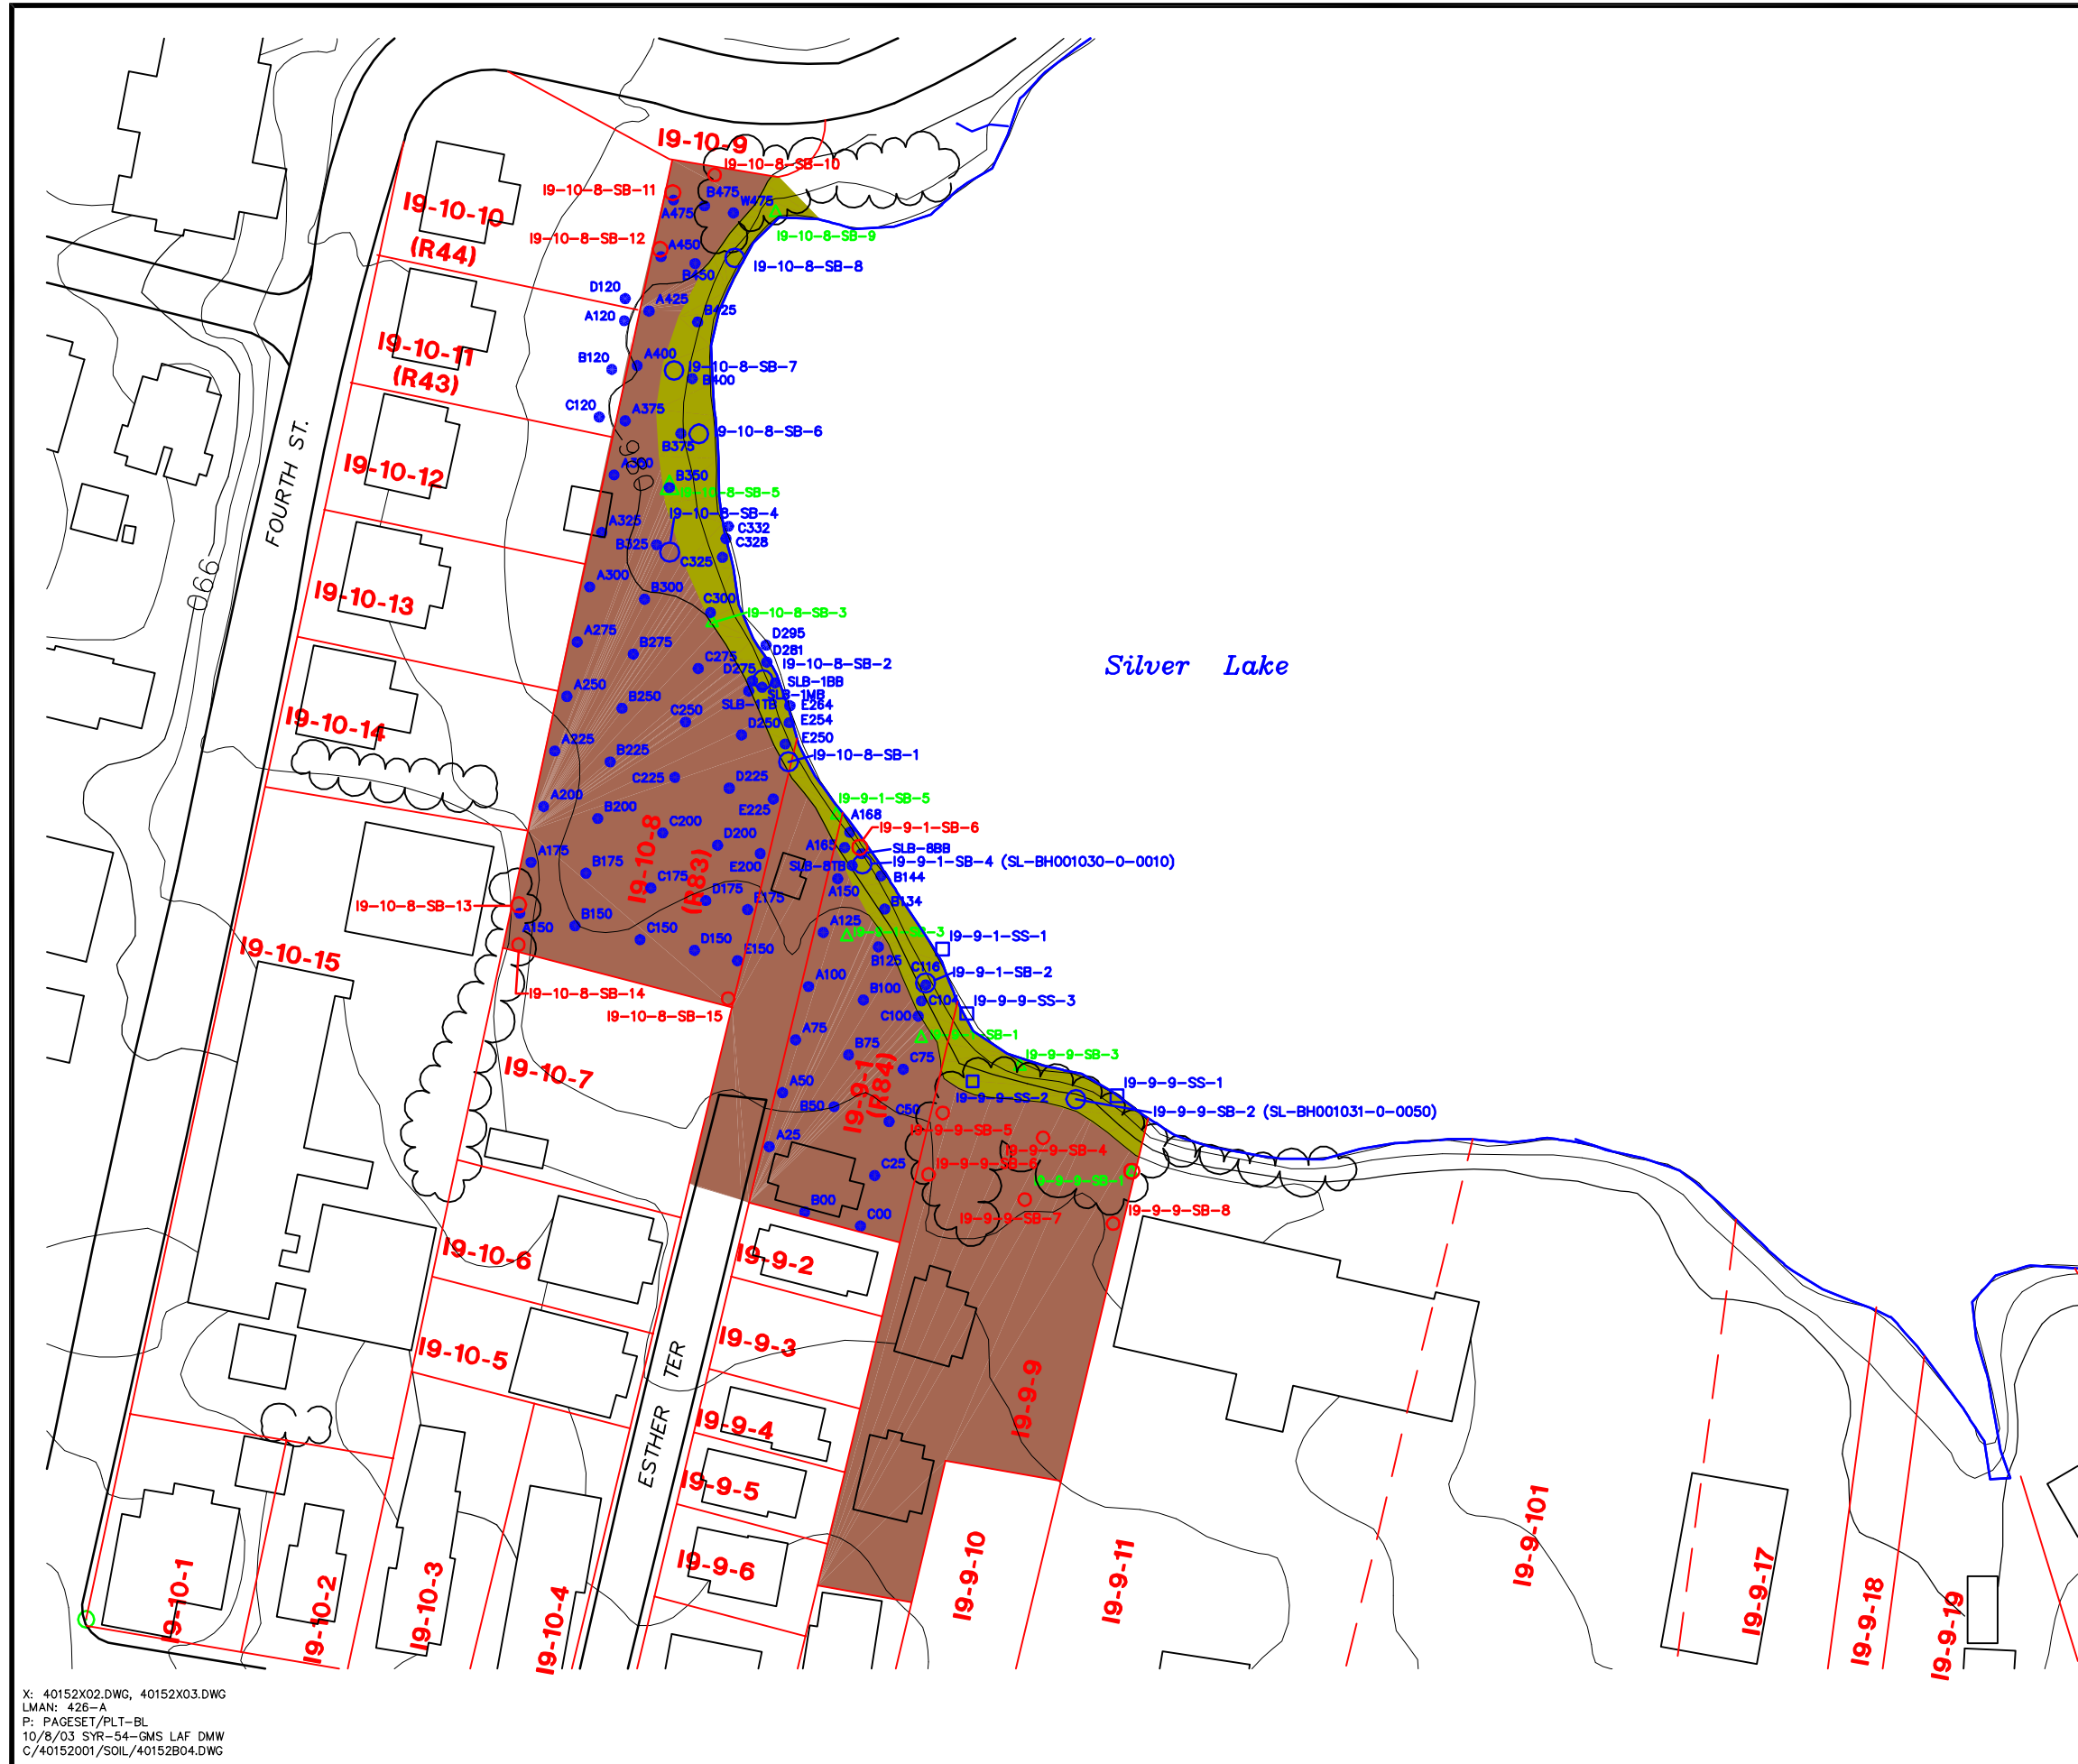 I9-10-9
I9-10-8-SB-10
I9-10-8-SB-11
B475
W475
A475
I9-10-10
(R44)
I9-10-8-SB-12
A450
I9-10-8-SB-9
B450
I9-10-8-SB-8
D120
A425
A120
B425
I9-10-11
(R43)
B120
A400
I9-10-8-SB-7
B400
C120
A375
I9-10-8-SB-6
B375
FOURTH ST.
I9-10-12
A350
990
B350
I9-10-8-SB-5
I9-10-8-SB-4
A325
C332
B325
C328
C325
990
I9-10-13
A300
B300
C300
I9-10-8-SB-3
A275
B275
D295
D281
C275
D275
I9-10-8-SB-2
Silver Lake
SLB-1BB
SLB-1MB
A250
B250
SLB-1TB
E264
I9-10-14
C250
D250
E254
A225
B225
E250
I9-10-8-SB-1
C225
D225
A200
B200
E225
I9-9-1-SB-5
A168
C200
I9-9-1-SB-6
I9-10-8
(R83)
D200
A165
SLB-8BB
A175
B175
E200
SLB-8TB
I9-9-1-SB-4 (SL-BH001030-0-0010)
C175
D175
A150
B144
I9-10-8-SB-13
E175
B134
A150
B150
C150
A125
I9-9-1-SB-3
I9-9-1-SS-1
I9-10-15
D150
E150
B125
C116
I9-9-1-SB-2
I9-10-8-SB-14
A100
B100
C104
I9-9-9-SS-3
I9-10-8-SB-15
C100
A75
I9-9-1-SB-1
B75
I9-9-9-SB-3
I9-10-7
C75
I9-9-1
(R84)
A50
B50
I9-9-9-SS-2
I9-9-9-SS-1
C50
I9-9-9-SB-2 (SL-BH001031-0-0050)
I9-9-9-SB-5
A25
I9-9-9-SB-4
I9-9-9-SB-6
C25
I9-9-9-SB-1
B00
C00
I9-9-9-SB-7
I9-9-9-SB-8
I9-10-6
I9-9-2
I9-10-5
I9-9-3
ESTHER TER
I9-9-9
I9-9-4
I9-9-5
I9-9-6
I9-10-1
I9-10-2
I9-10-3
I9-10-4
I9-9-10
I9-9-11
I9-9-101
I9-9-17
I9-9-18
I9-9-19
X: 40152X02.DWG, 40152X03.DWG
LMAN: 426-A
P: PAGESET/PLT-BL
10/8/03 SYR-54-GMS LAF DMW
C/40152001/SOIL/40152B04.DWG